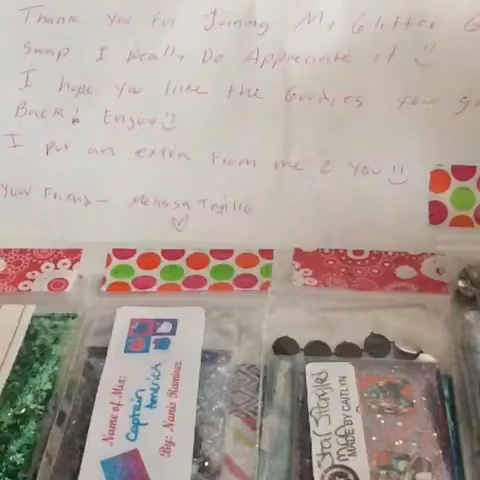 Thank You For Joining My Glitter
Swap I Really Do Appreciate it
I hope You like the Goodies You
Back! Enjoy
I put an extra From me 2 You!!
Your Friend - Melissa
Name of Mix:
Captain
America
By: Nanis Ramirez
Star Spangled
MADE BY CAITLYN